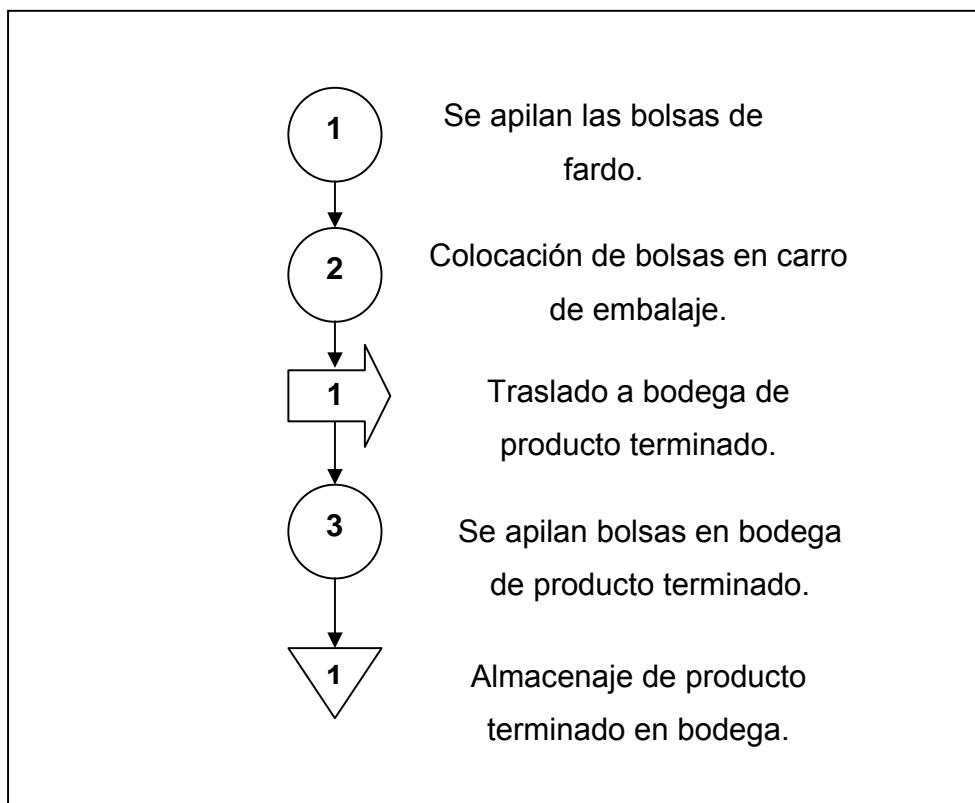 1
Se apilan las bolsas de
fardo.
2
Colocación de bolsas en carro
de embalaje.
1
Traslado a bodega de
producto terminado.
3
Se apilan bolsas en bodega
de producto terminado.
1
Almacenaje de producto
terminado en bodega.